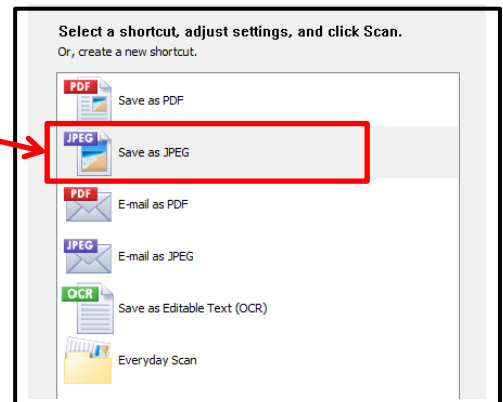 Select a shortcut, adjust settings, and click Scan.
Or, create a new shortcut.
PDF
Save as PDF
JPEG
Save as JPEG
PDF
E-mail as PDF
JPEG
E-mail as JPEG
OCR
Save as Editable Text (OCR)
Everyday Scan